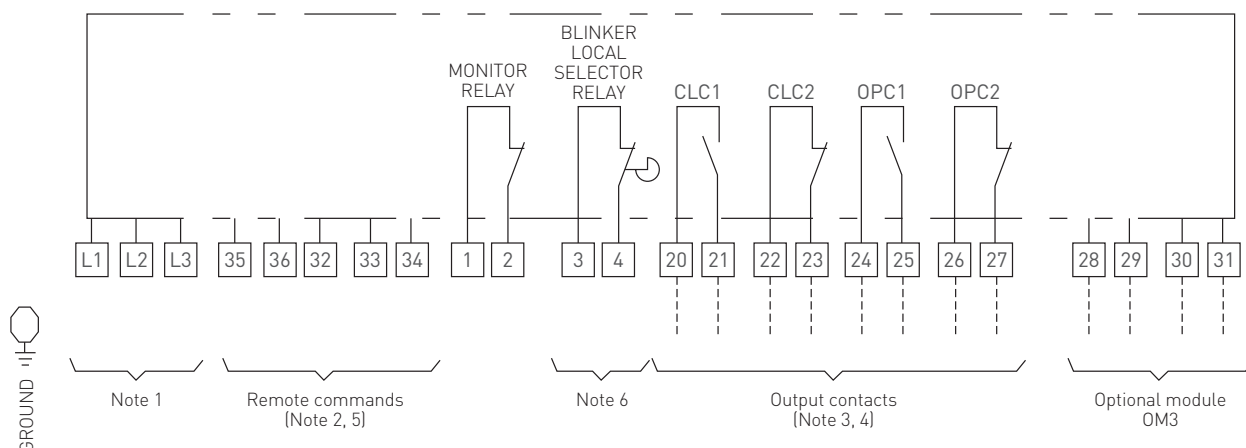 BLINKER
LOCAL
SELECTOR
RELAY
MONITOR
RELAY
CLC1 CLC2 OPC1 OPC2
L1 L2 L3 35 36 32 33 34 1 2 3 4 20 21 22 23 24 25 26 27 28 29 30 31
GROUND
Note 1
Remote commands
(Note 2, 5)
Note 6
Output contacts
(Note 3, 4)
Optional module
OM3